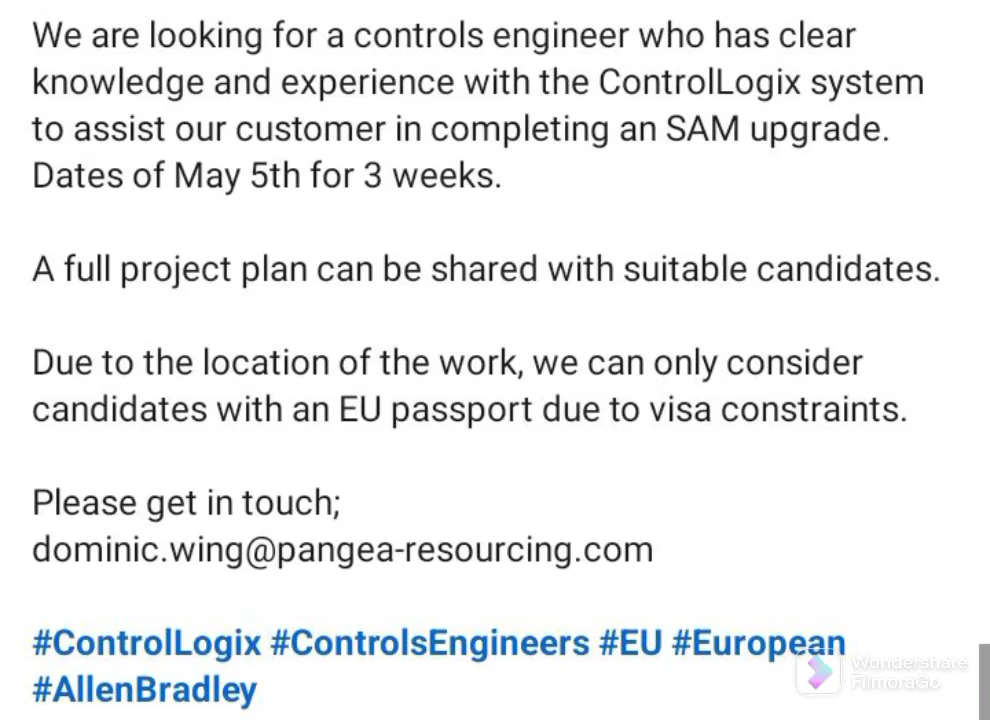 We are looking for a controls engineer who has clear
knowledge and experience with the ControlLogix system
to assist our customer in completing an SAM upgrade.
Dates of May 5th for 3 weeks.
A full project plan can be shared with suitable candidates.
Due to the location of the work, we can only consider
candidates with an EU passport due to visa constraints.
Please get in touch;
dominic.wing@pangea-resourcing.com
#ControlLogix #ControlsEngineers #EU #European
#AllenBradley
Wondershare
FilmoraGo